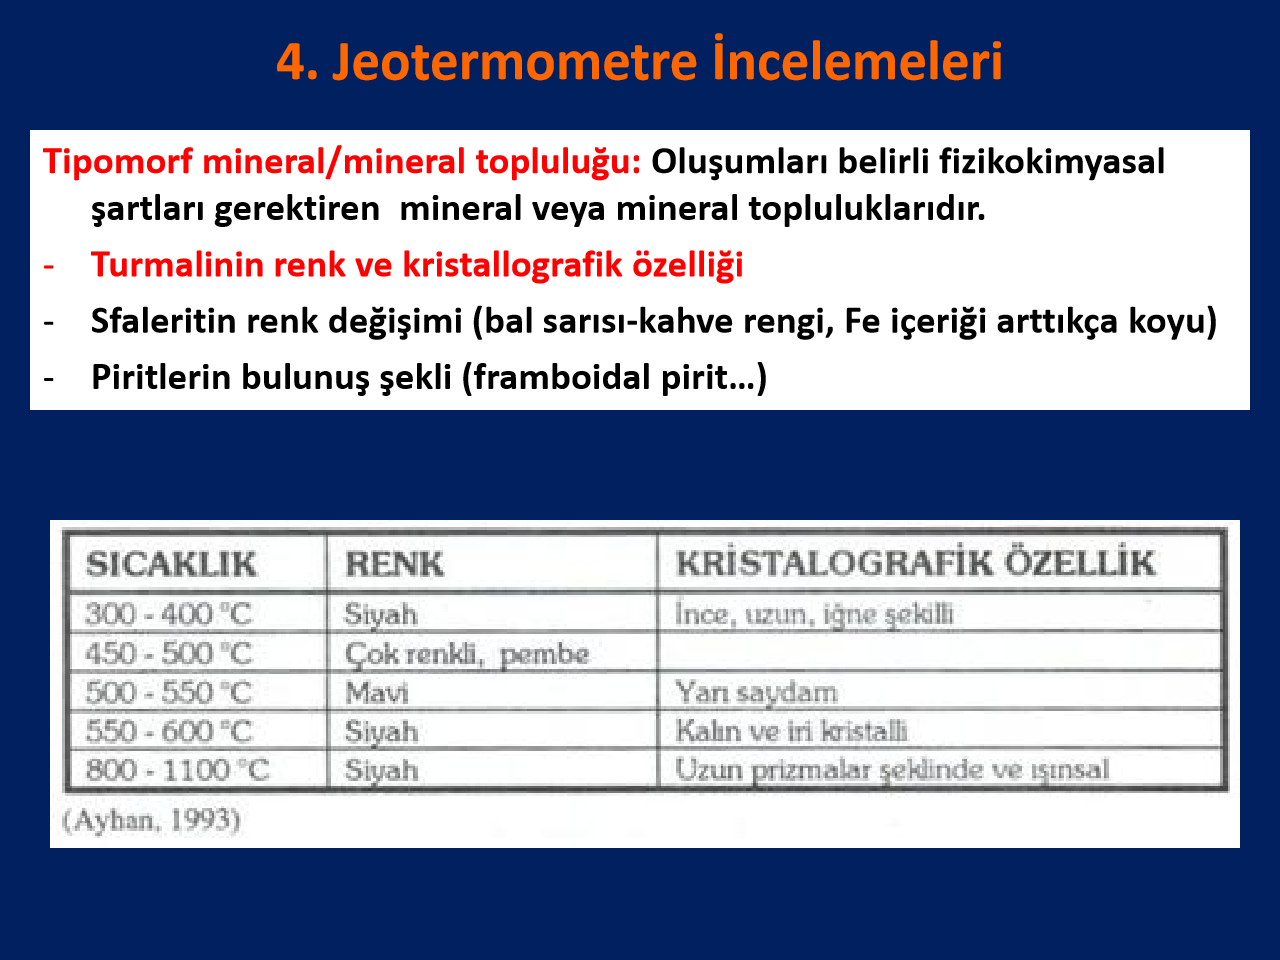 4. Jeotermometre İncelemeleri
Tipomorf mineral/mineral topluluğu: Oluşumları belirli fizikokimyasal
şartları gerektiren  mineral veya mineral topluluklarıdır.
- Turmalinin renk ve kristallografik özelliği
- Sfaleritin renk değişimi (bal sarısı-kahve rengi, Fe içeriği arttıkça koyu)
- Piritlerin bulunuş şekli (framboidal pirit…)
SICAKLIK RENK KRİSTALOGRAFİK ÖZELLİK
300 - 400 °C Siyah İnce, uzun, iğne şekilli
450 - 500 °C Çok renkli, pembe
500 - 550 °C Mavi Yarı saydam
550 - 600 °C Siyah Kalın ve iri kristalli
800 - 1100 °C Siyah Uzun prizmalar şeklinde ve ışınsal
(Ayhan, 1993)